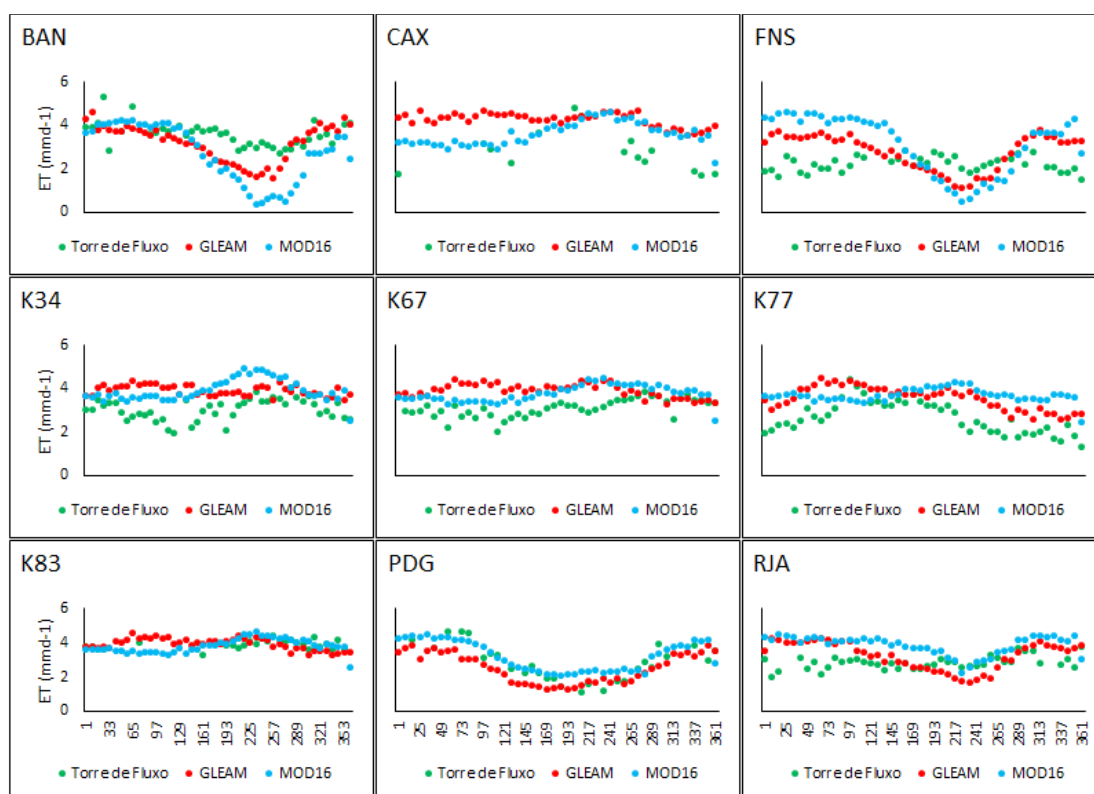 BAN
CAX
FNS
ET (mmd-1)
6
4
2
0
Torre de Fluxo GLEAM MOD16
Torre de Fluxo GLEAM MOD16
Torre de Fluxo GLEAM MOD16
K34
K67
K77
ET (mmd-1)
6
4
2
0
Torre de Fluxo GLEAM MOD16
Torre de Fluxo GLEAM MOD16
Torre de Fluxo GLEAM MOD16
K83
PDG
RJA
ET (mmd-1)
6
4
2
0
1 33 65 97 129 161 193 225 257 289 321 353
1 25 49 73 97 121 145 169 193 217 241 265 289 313 337 361
1 25 49 73 97 121 145 169 193 217 241 265 289 313 337 361
Torre de Fluxo GLEAM MOD16
Torre de Fluxo GLEAM MOD16
Torre de Fluxo GLEAM MOD16